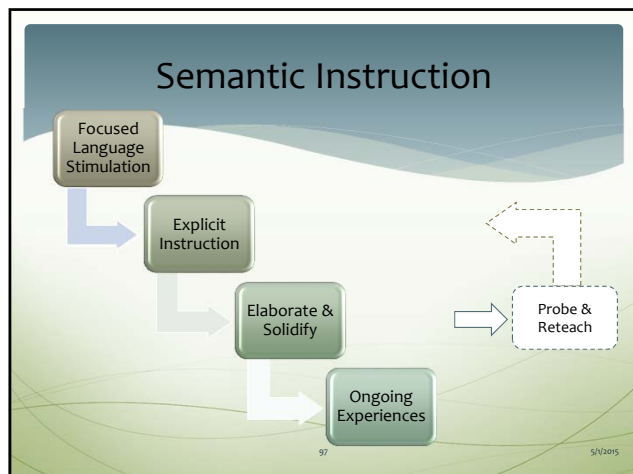 Semantic Instruction
Focused
Language
Stimulation
Explicit
Instruction
Elaborate &
Solidify
Probe &
Reteach
Ongoing
Experiences
97
5/1/2015